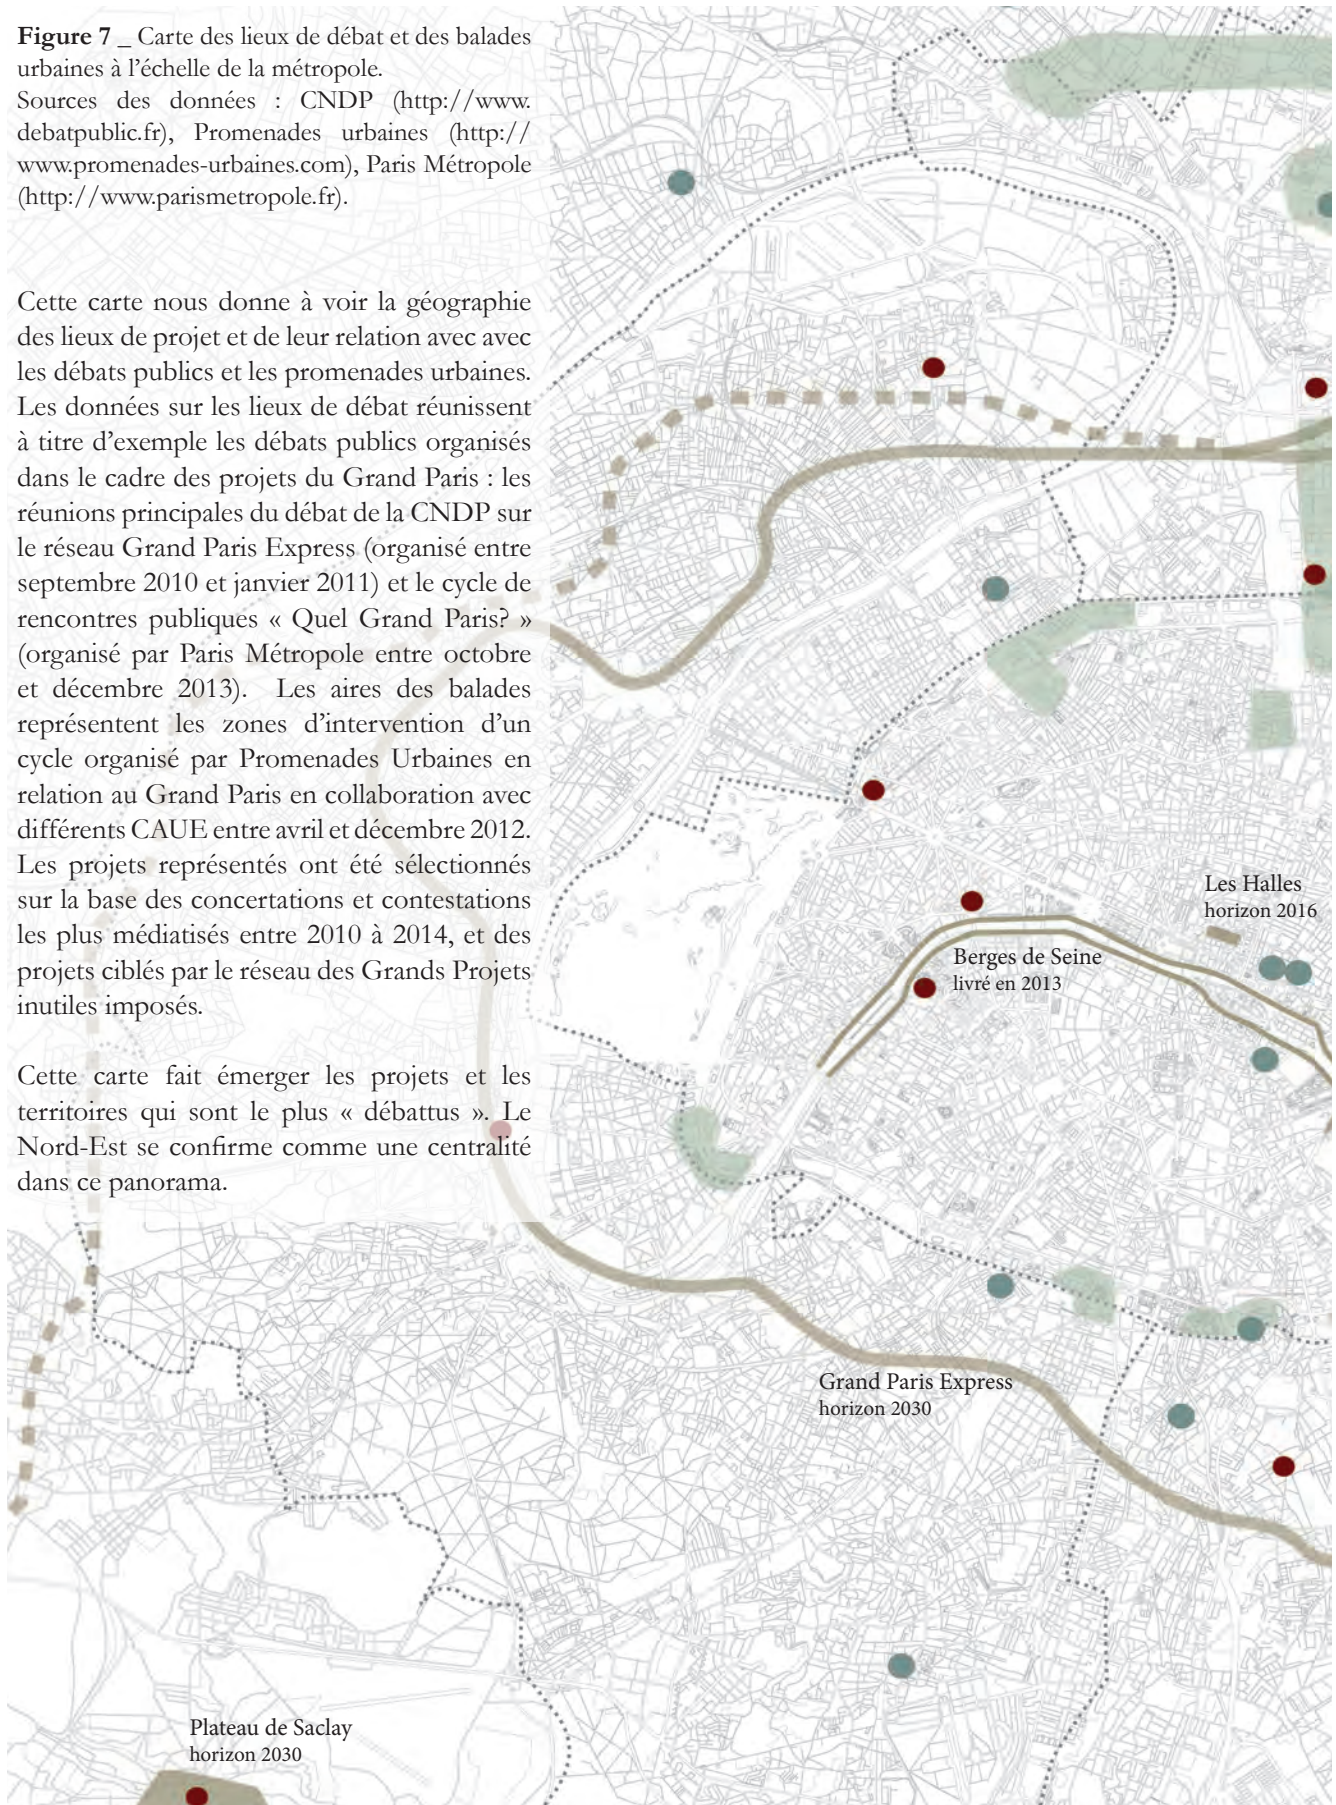 Figure 7 _ Carte des lieux de débat et des balades
urbaines à l'échelle de la métropole.
Sources des données : CNDP (http://www.
debatpublic.fr), Promenades urbaines (http://
www.promenades-urbaines.com), Paris Métropole
(http://www.parismetropole.fr).
Cette carte nous donne à voir la géographie
des lieux de projet et de leur relation avec avec
les débats publics et les promenades urbaines.
Les données sur les lieux de débat réunissent
à titre d'exemple les débats publics organisés
dans le cadre des projets du Grand Paris : les
réunions principales du débat de la CNDP sur
le réseau Grand Paris Express (organisé entre
septembre 2010 et janvier 2011) et le cycle de
rencontres publiques « Quel Grand Paris? »
(organisé par Paris Métropole entre octobre
et décembre 2013). Les aires des balades
représentent les zones d'intervention d'un
cycle organisé par Promenades Urbaines en
relation au Grand Paris en collaboration avec
différents CAUE entre avril et décembre 2012.
Les projets représentés ont été sélectionnés
sur la base des concertations et contestations
les plus médiatisés entre 2010 à 2014, et des
projets ciblés par le réseau des Grands Projets
inutiles imposés.
Cette carte fait émerger les projets et les
territoires qui sont le plus « débattus ». Le
Nord-Est se confirme comme une centralité
dans ce panorama.
Les Halles
horizon 2016
Berges de Seine
livré en 2013
Grand Paris Express
horizon 2030
Plateau de Saclay
horizon 2030